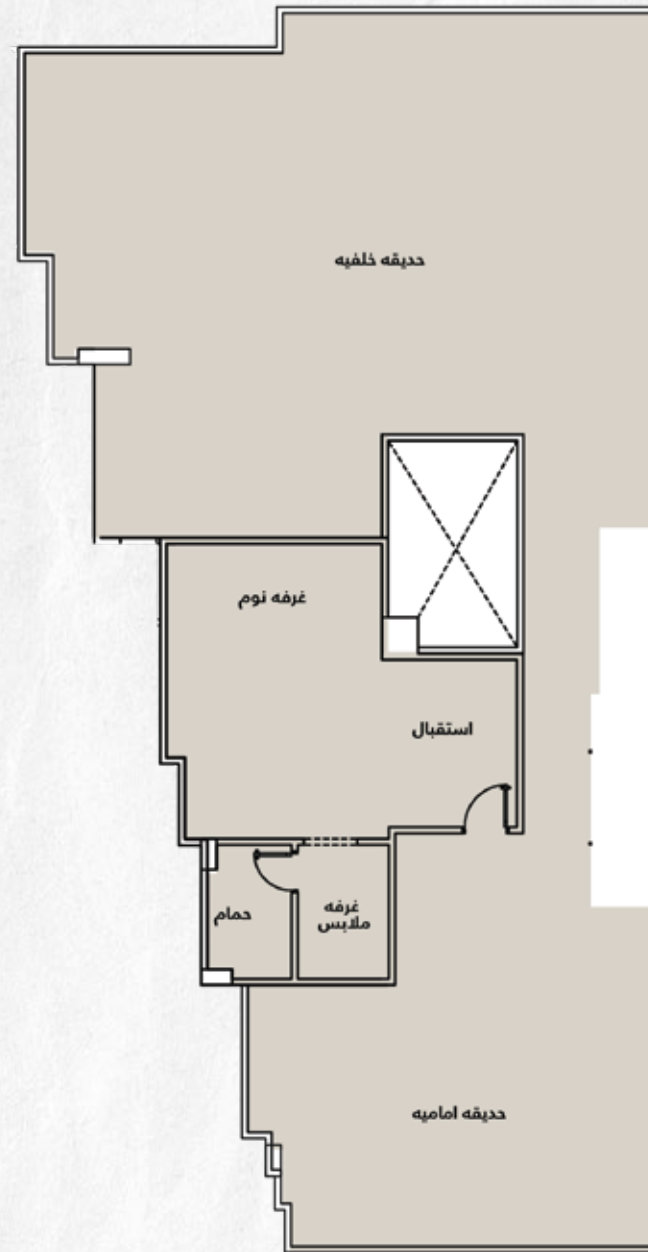 حديقه خلفيه
غرفه نوم
استقبال
حمام
غرفه
ملابس
حديقه اماميه